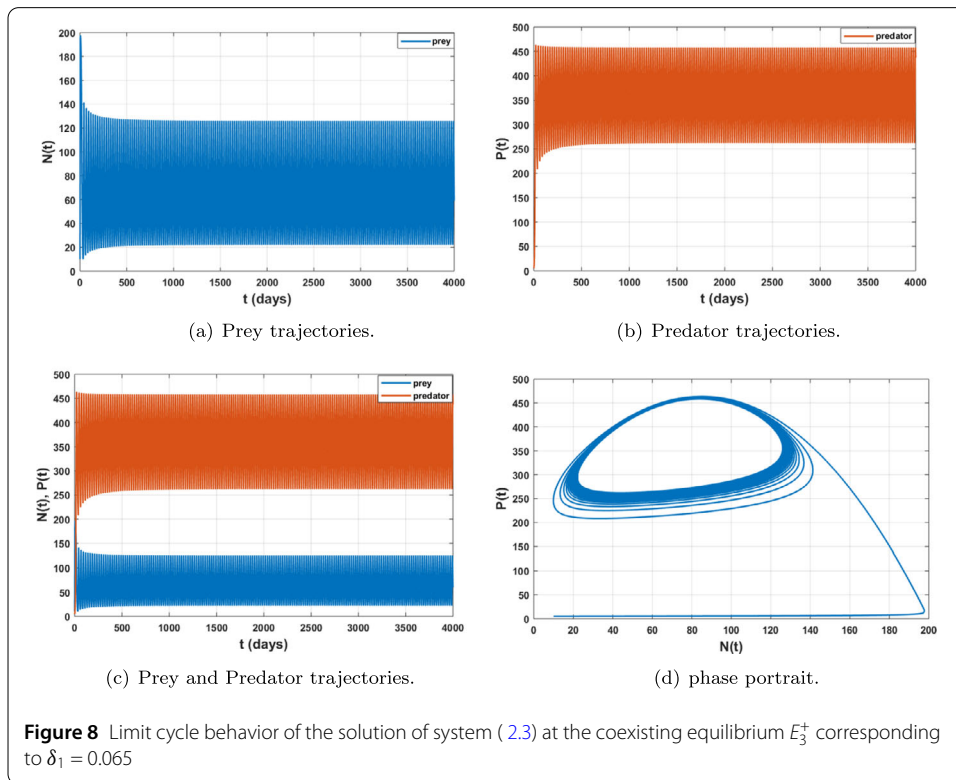 200
180
160
140
120
100
80
60
40
20
0
N(t)
prey
0 500 1000 1500 2000 2500 3000 3500 4000
t (days)
(a) Prey trajectories.
500
450
400
350
300
250
200
150
100
50
0
P(t)
predator
0 500 1000 1500 2000 2500 3000 3500 4000
t (days)
(b) Predator trajectories.
500
450
400
350
300
250
200
150
100
50
0
N(t), P(t)
prey
predator
0 500 1000 1500 2000 2500 3000 3500 4000
t (days)
(c) Prey and Predator trajectories.
500
450
400
350
300
250
200
150
100
50
0
P(t)
0 20 40 60 80 100 120 140 160 180 200
N(t)
(d) phase portrait.
Figure 8 Limit cycle behavior of the solution of system ( 2.3) at the coexisting equilibrium E₃⁺ corresponding
to δ₁ = 0.065